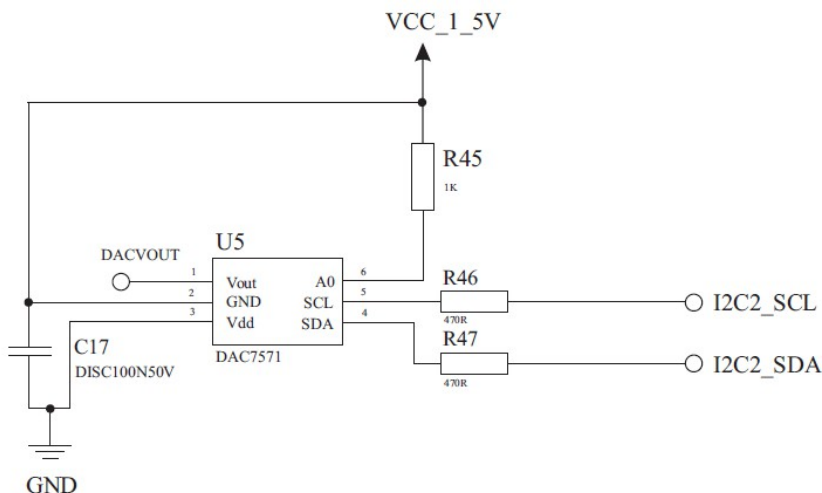 VCC_1_5V
R45
1K
U5
DACVOUT
1
Vout
A0
6
2
GND
SCL
5
3
Vdd
SDA
4
DAC7571
R46
470R
I2C2_SCL
R47
470R
I2C2_SDA
C17
DISC100N50V
GND